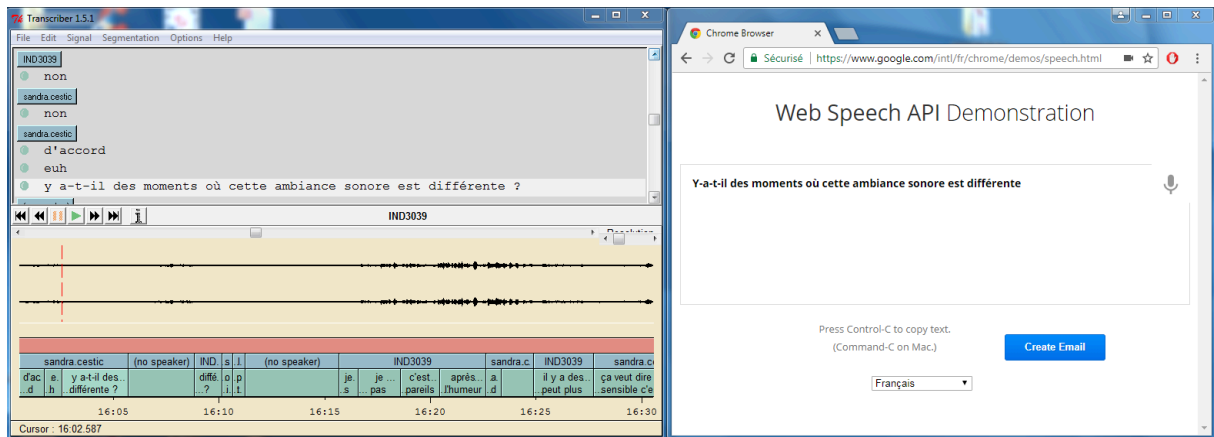 Transcriber 1.5.1
File Edit Signal Segmentation Options Help
IND3039
non
sandra.cestic
non
sandra.cestic
d'accord
euh
y a-t-il des moments où cette ambiance sonore est différente ?
IND3039
sandra.cestic (no speaker) IND. .s. .I. (no speaker) IND3039 sandra.c. IND3039 sandra.ce
d'ac. e. y a-t-il des.. diffé. .o .p je. je ... c'est.. après.. .a. il y a des.. ça veut dire
...d .h ..différente ? ...? .i. .t. ..s ... pas .pareils .l'humeur ..d ..peut plus ..sensible c'e
16:05 16:10 16:15 16:20 16:25 16:30
Cursor : 16:02.587
Chrome Browser
Sécurisé https://www.google.com/intl/fr/chrome/demos/speech.html
Web Speech API Demonstration
Y-a-t-il des moments où cette ambiance sonore est différente
Press Control-C to copy text.
(Command-C on Mac.)
Create Email
Français